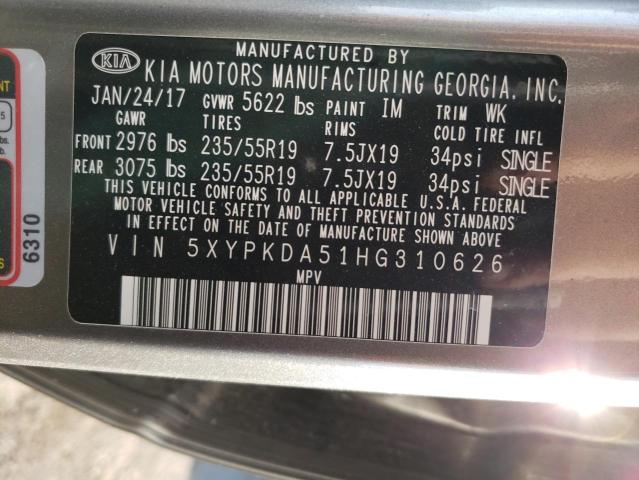 MANUFACTURED BY
KIA KIA MOTORS MANUFACTURING GEORGIA, INC.
JAN/24/17 GVWR 5622 lbs PAINT IM TRIM WK
GAWR TIRES RIMS COLD TIRE INFL
FRONT 2976 lbs 235/55R19 7.5JX19 34psi SINGLE
REAR 3075 lbs 235/55R19 7.5JX19 34psi SINGLE
THIS VEHICLE CONFORMS TO ALL APPLICABLE U.S.A. FEDERAL
MOTOR VEHICLE SAFETY AND THEFT PREVENTION STANDARDS
IN EFFECT ON THE DATE OF MANUFACTURE SHOWN ABOVE
VIN 5XYPKDA51HG310626
MPV
6310